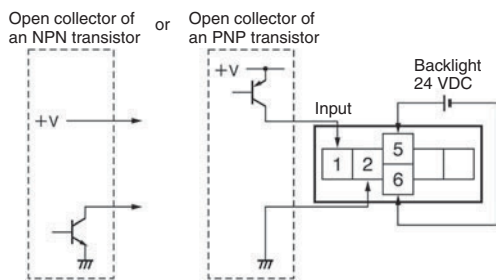 Open collector of
an NPN transistor
or
Open collector of
an PNP transistor
+V
+V
Input
Backlight
24 VDC
1
2
5
6